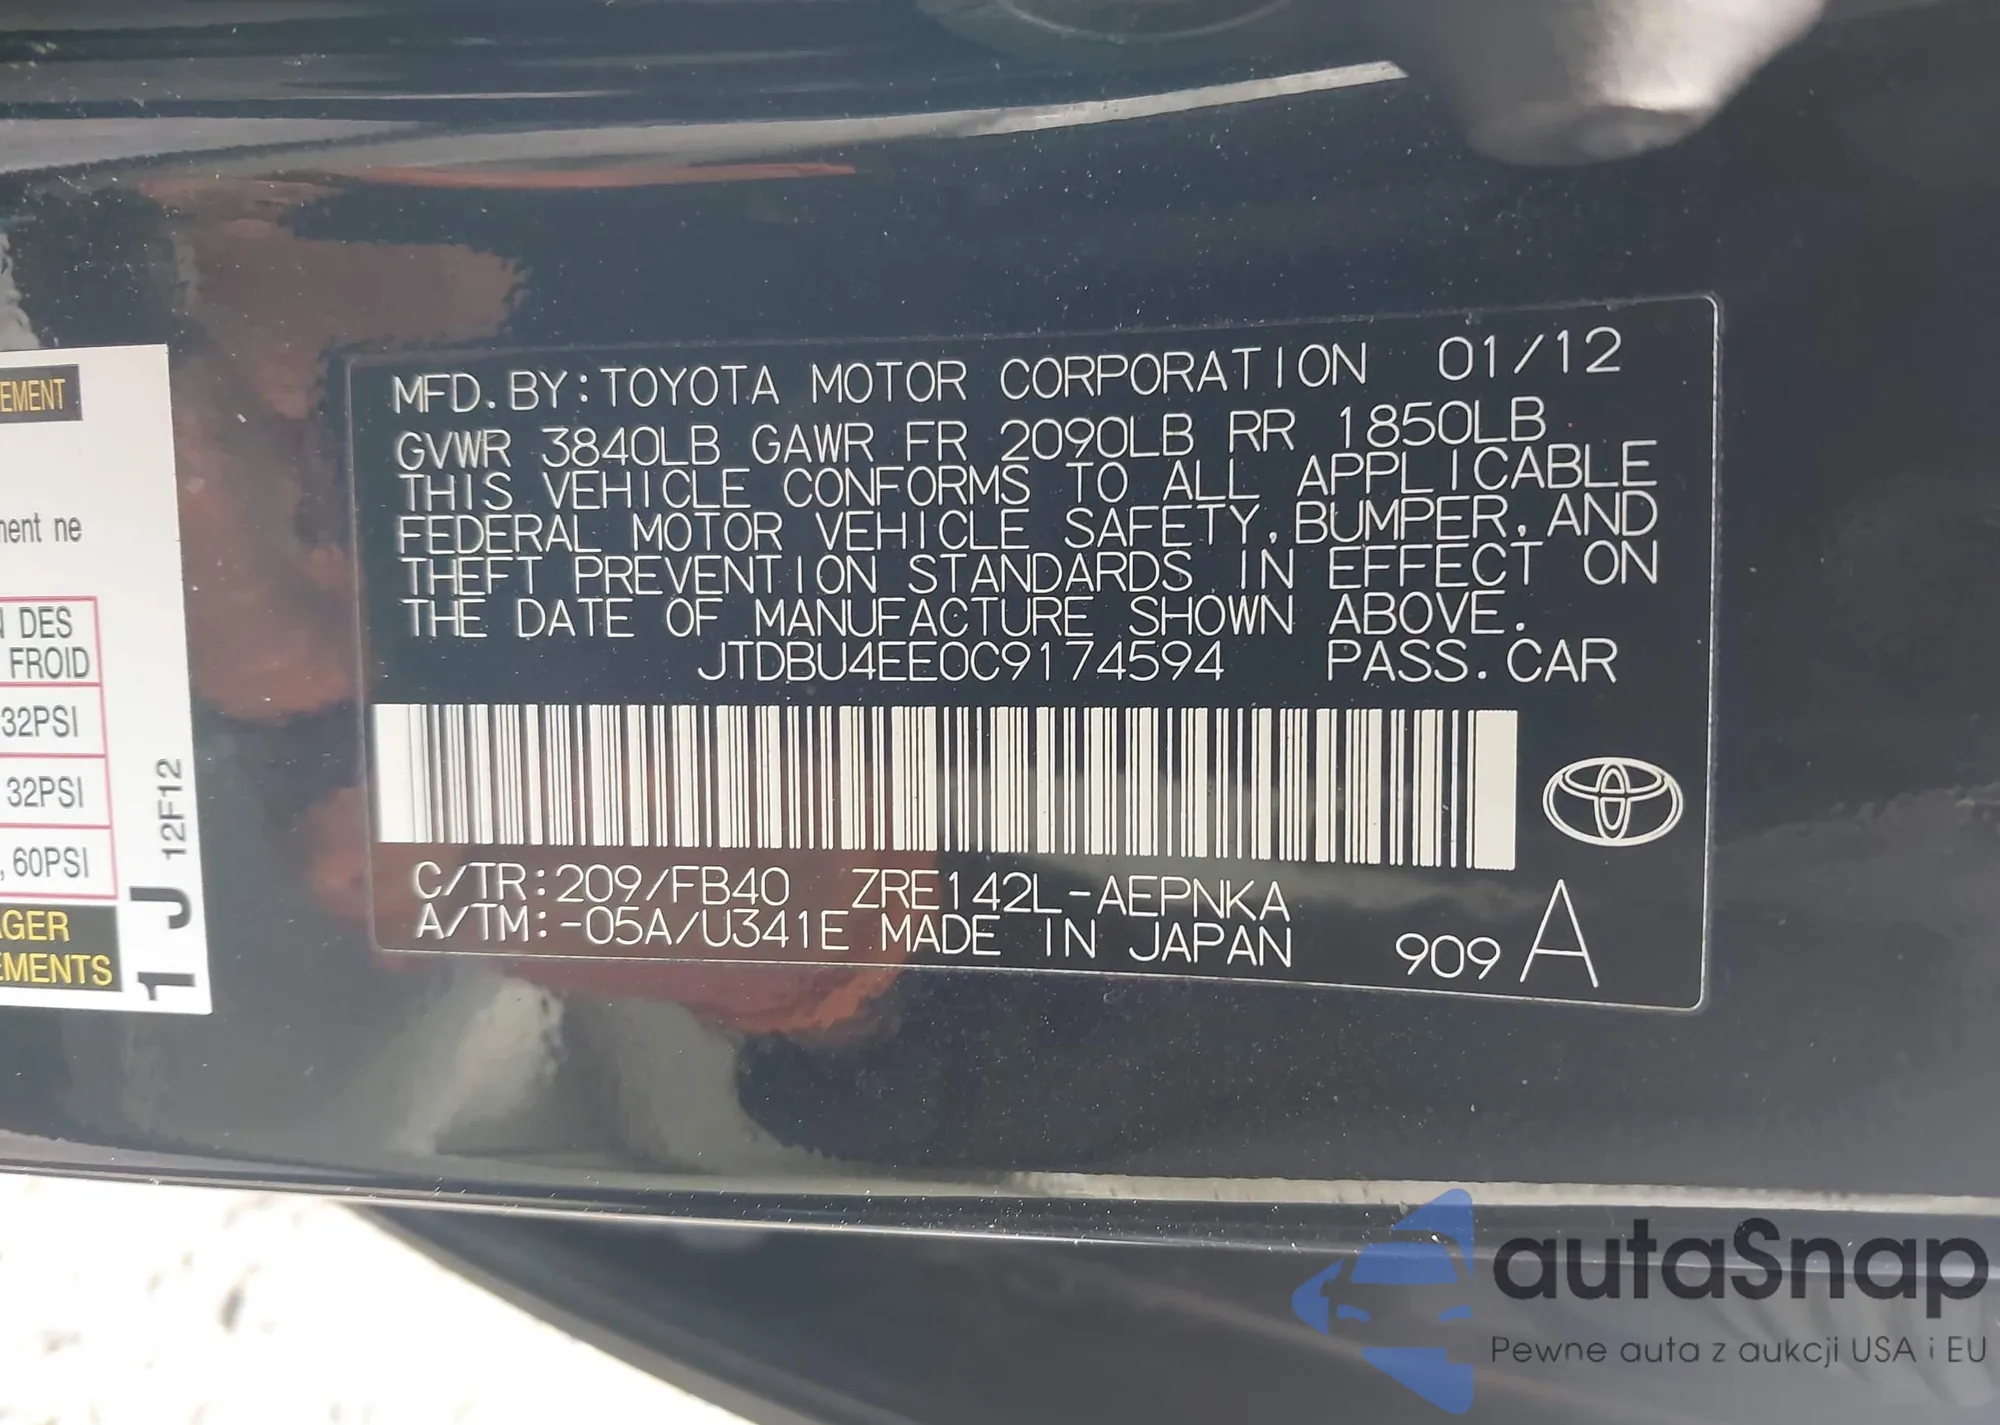 EMENT
ment ne
DES
FROID
32PSI
32PSI
, 60PSI
AGER
EMENTS
1 J 12F12
MFD. BY: TOYOTA MOTOR CORPORATION 01/12
GVWR 3840LB GAWR FR 2090LB RR 1850LB
THIS VEHICLE CONFORMS TO ALL APPLICABLE
FEDERAL MOTOR VEHICLE SAFETY, BUMPER, AND
THEFT PREVENTION STANDARDS IN EFFECT ON
THE DATE OF MANUFACTURE SHOWN ABOVE.
JTDBU4EE0C9174594 PASS. CAR
C/TR: 209/FB40 ZRE142L-AEPNKA
A/TM: -05A/U341E MADE IN JAPAN 909 A
autaSnap
Pewne auta z aukcji USA i EU